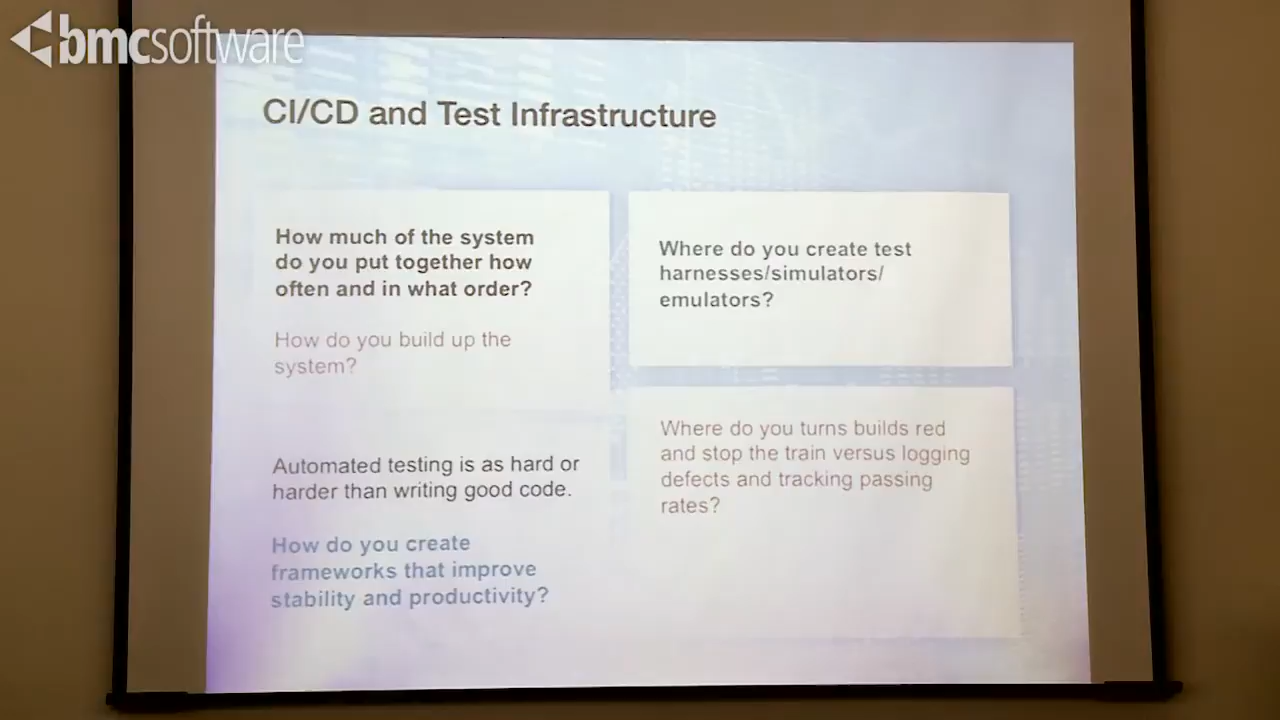 bmcsoftware
CI/CD and Test Infrastructure
How much of the system
do you put together how
often and in what order?
How do you build up the
system?
Automated testing is as hard or
harder than writing good code.
How do you create
frameworks that improve
stability and productivity?
Where do you create test
harnesses/simulators/
emulators?
Where do you turns builds red
and stop the train versus logging
defects and tracking passing
rates?